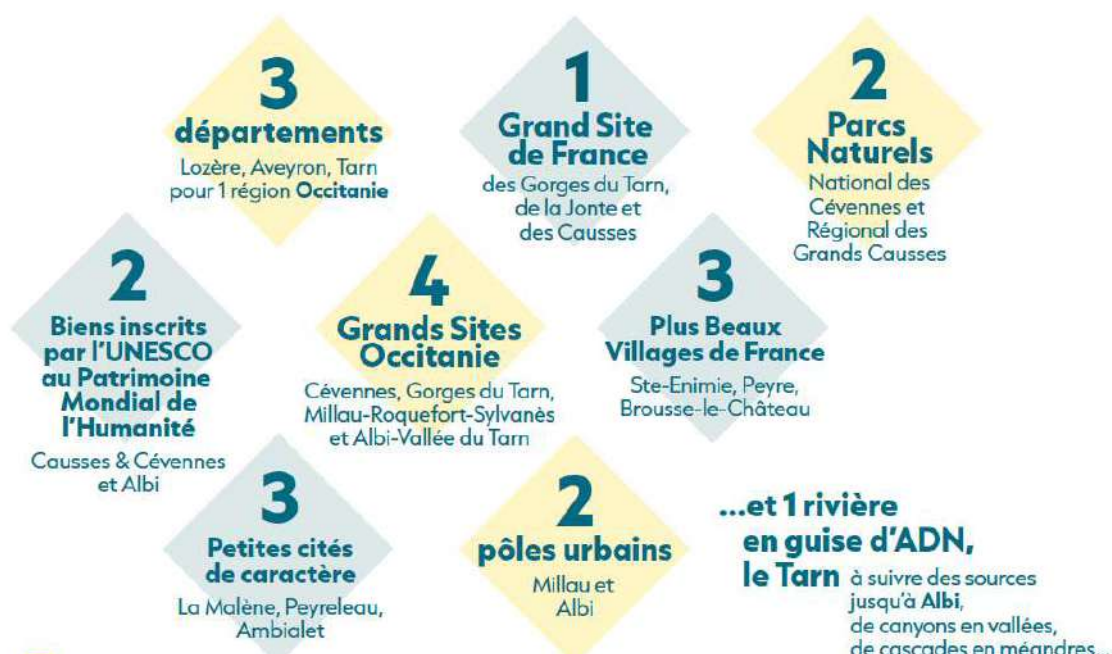 3
départements
Lozère, Aveyron, Tarn
pour 1 région Occitanie
1
Grand Site
de France
des Gorges du Tarn,
de la Jonte et
des Causses
2
Parcs
Naturels
National des
Cévennes et
Régional des
Grands Causses
2
Biens inscrits
par l'UNESCO
au Patrimoine
Mondial de
l'Humanité
Causses & Cévennes
et Albi
4
Grands Sites
Occitanie
Cévennes, Gorges du Tarn,
Millau-Roquefort-Sylvanès
et Albi-Vallée du Tarn
3
Plus Beaux
Villages de France
Ste-Enimie, Peyre,
Brousse-le-Château
3
Petites cités
de caractère
La Malène, Peyreleau,
Ambialet
2
pôles urbains
Millau et
Albi
...et 1 rivière
en guise d'ADN,
le Tarn à suivre des sources
jusqu'à Albi,
de canyons en vallées,
de cascades en méandres...